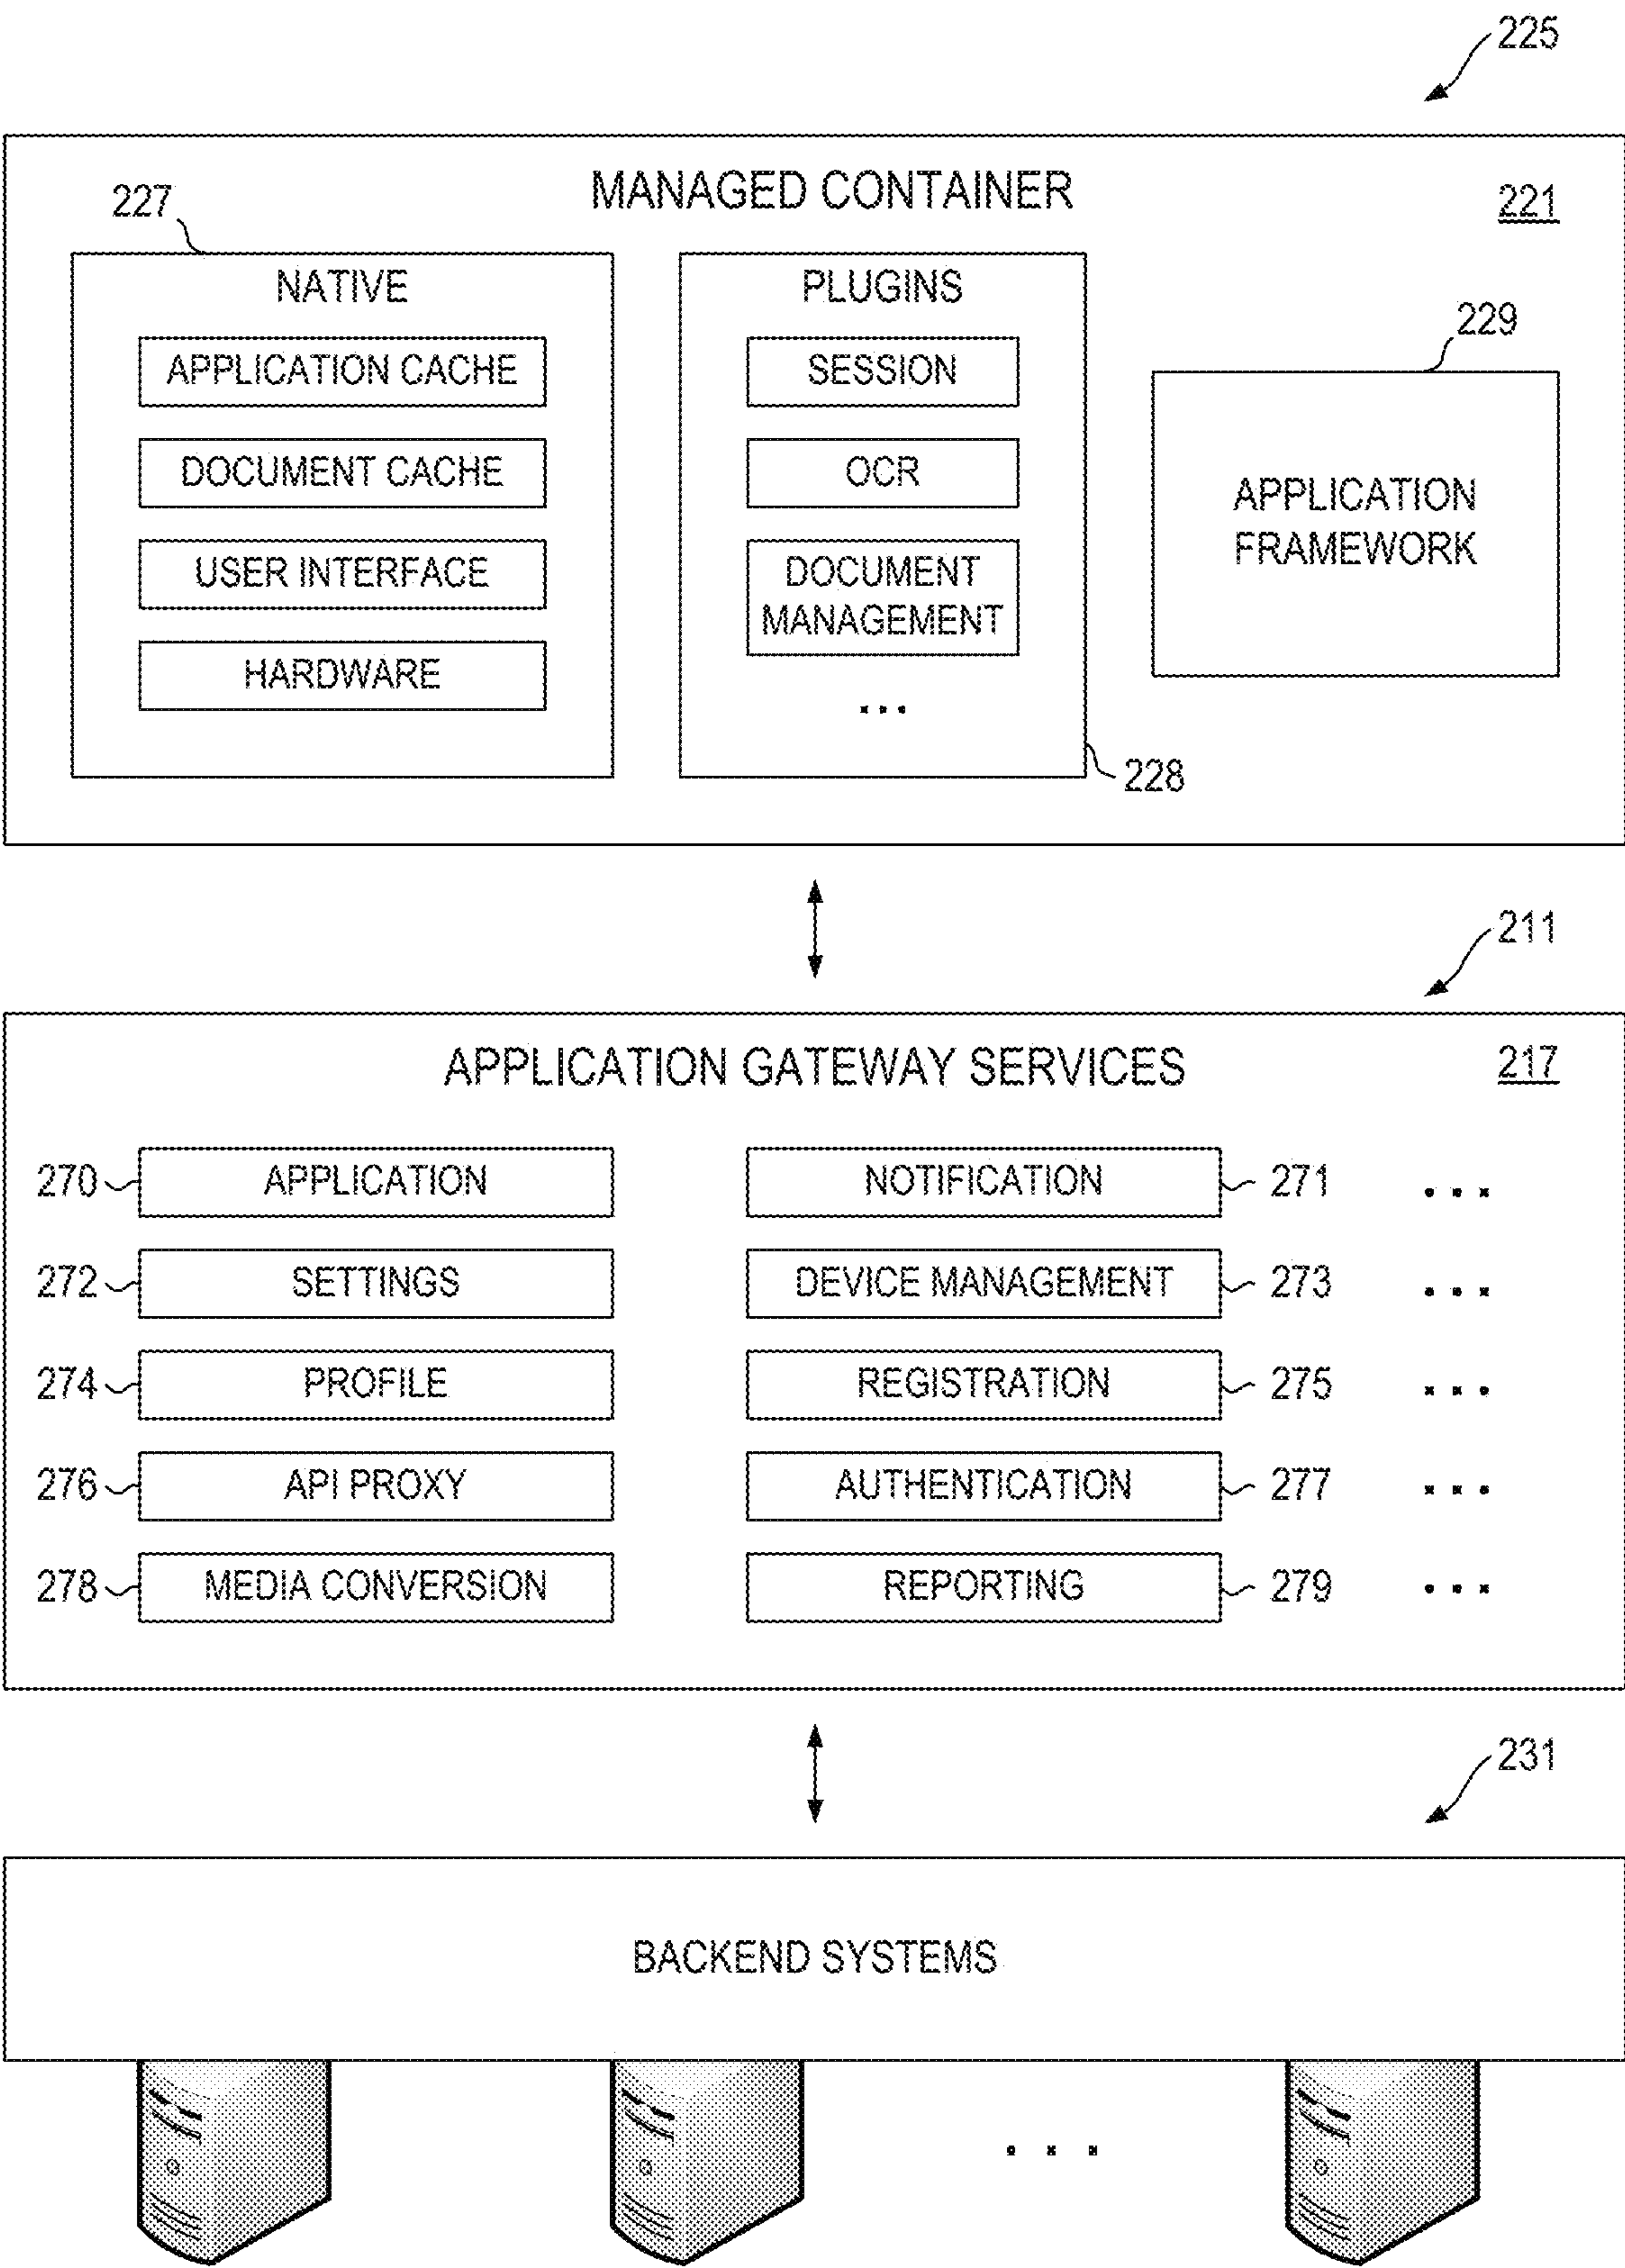 225
MANAGED CONTAINER
221
227
NATIVE
APPLICATION CACHE
DOCUMENT CACHE
USER INTERFACE
HARDWARE
PLUGINS
SESSION
OCR
DOCUMENT
MANAGEMENT
...
228
229
APPLICATION
FRAMEWORK
211
APPLICATION GATEWAY SERVICES
217
270 APPLICATION NOTIFICATION 271 ...
272 SETTINGS DEVICE MANAGEMENT 273 ...
274 PROFILE REGISTRATION 275 ...
276 API PROXY AUTHENTICATION 277 ...
278 MEDIA CONVERSION REPORTING 279 ...
231
BACKEND SYSTEMS
...